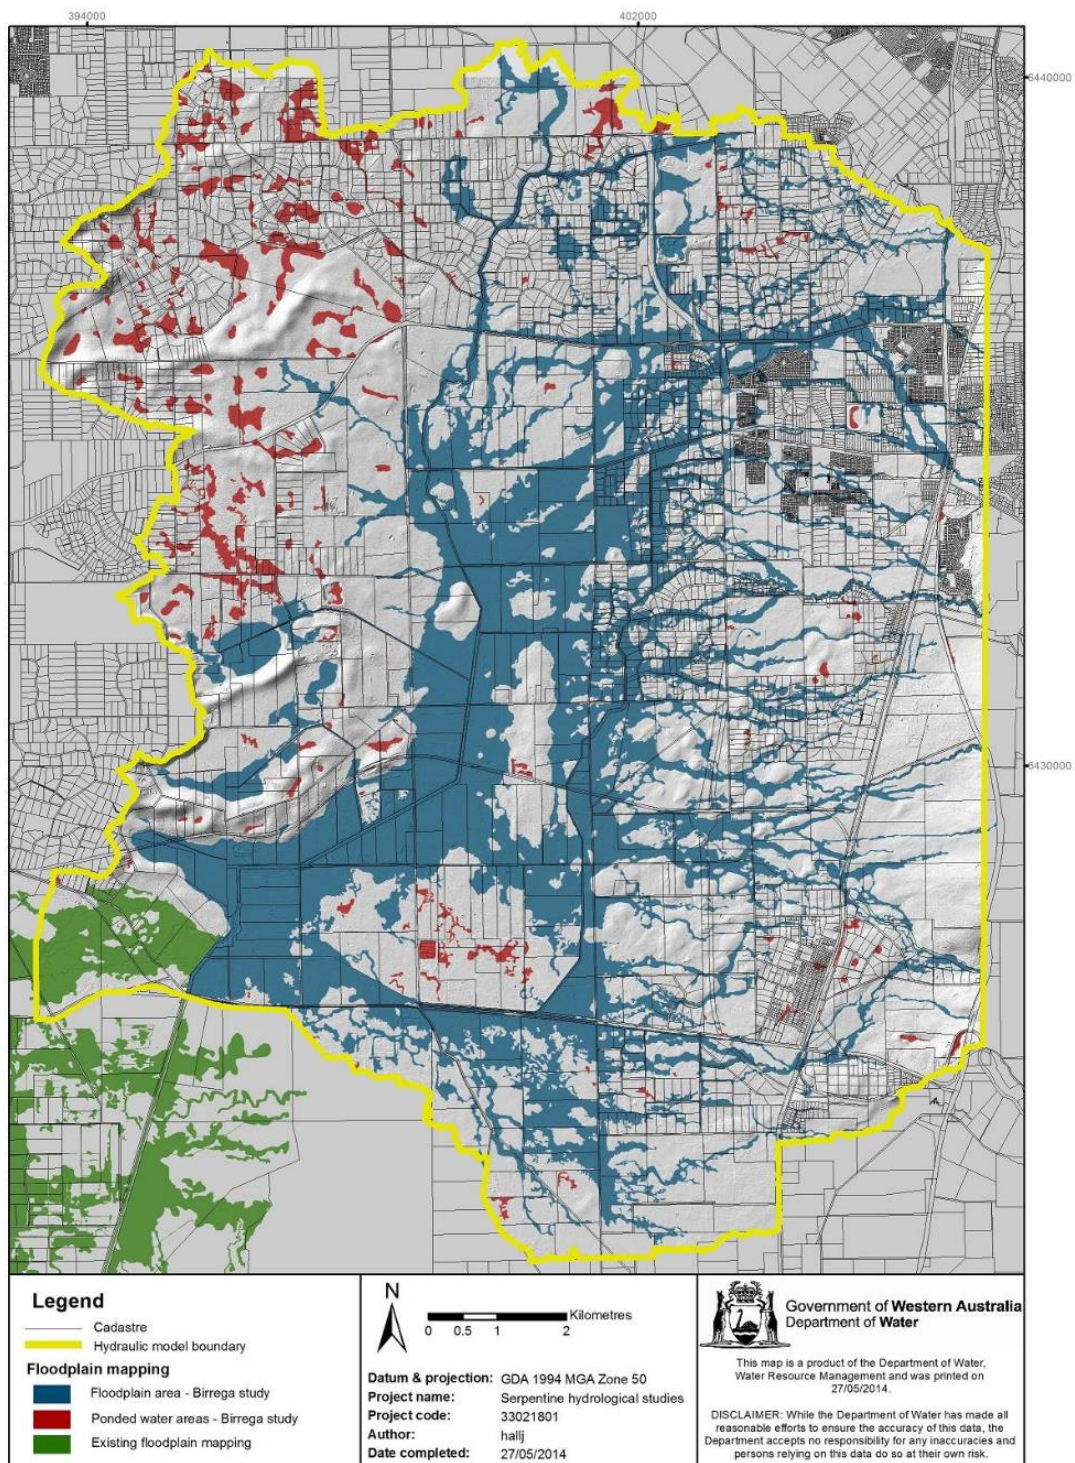 394000
402000
6440000
6430000
Legend
Cadastre
Hydraulic model boundary
Floodplain mapping
Floodplain area - Birrega study
Ponded water areas - Birrega study
Existing floodplain mapping
N
Kilometres
0 0.5 1 2
Datum & projection: GDA 1994 MGA Zone 50
Project name: Serpentine hydrological studies
Project code: 33021801
Author: hallj
Date completed: 27/05/2014
Government of Western Australia
Department of Water
This map is a product of the Department of Water,
Water Resource Management and was printed on
27/05/2014.
DISCLAIMER: While the Department of Water has made all
reasonable efforts to ensure the accuracy of this data, the
Department accepts no responsibility for any inaccuracies and
persons relying on this data do so at their own risk.